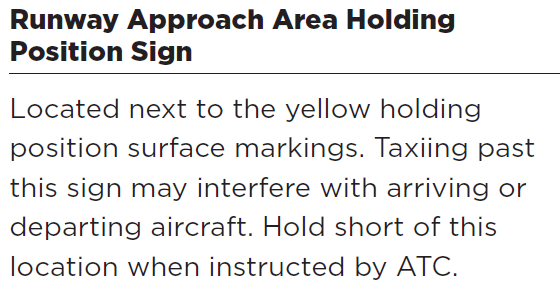 Runway Approach Area Holding
Position Sign
Located next to the yellow holding
position surface markings. Taxiing past
this sign may interfere with arriving or
departing aircraft. Hold short of this
location when instructed by ATC.